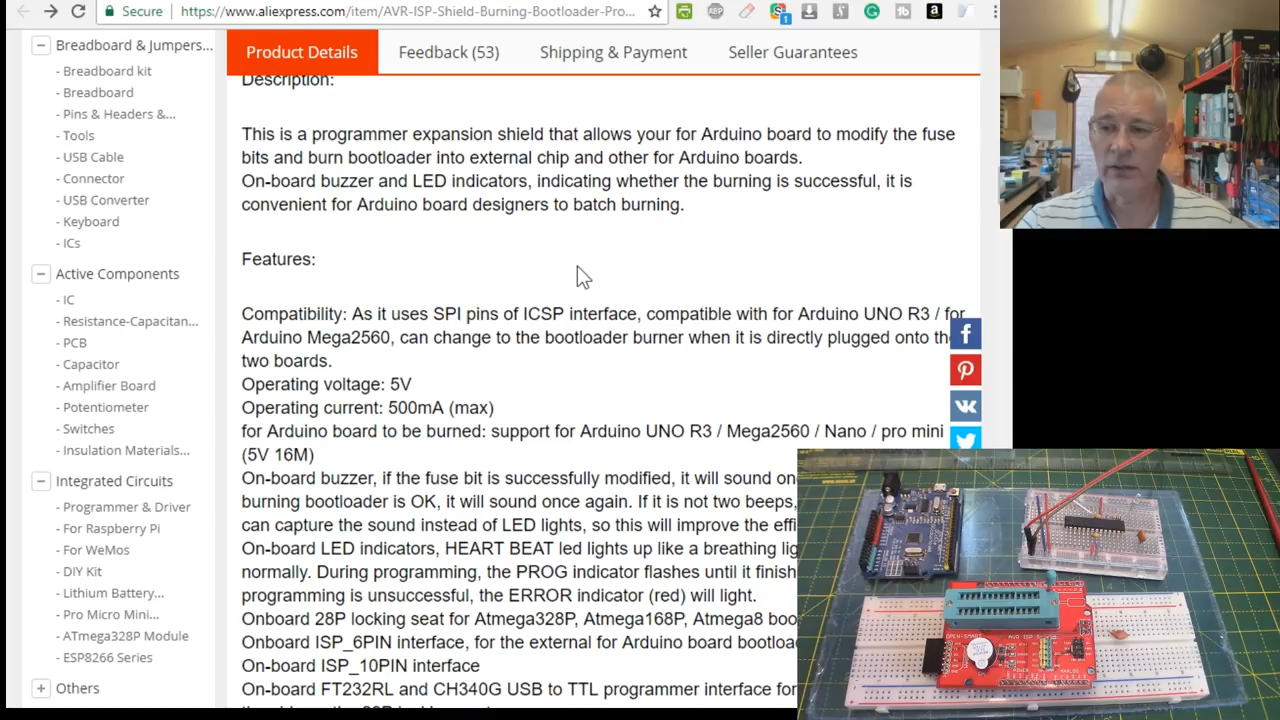 Secure
https://www.aliexpress.com/item/AVR-ISP-Shield-Burning-Bootloader-Pro...
ABP
1
Breadboard & Jumpers...
- Breadboard kit
- Breadboard
- Pins & Headers &...
- Tools
- USB Cable
- Connector
- USB Converter
- Keyboard
- ICs
Active Components
- IC
- Resistance-Capacitan...
- PCB
- Capacitor
- Amplifier Board
- Potentiometer
- Switches
- Insulation Materials...
Integrated Circuits
- Programmer & Driver
- For Raspberry Pi
- For WeMos
- DIY Kit
- Lithium Battery...
- Pro Micro Mini...
- ATmega328P Module
- ESP8266 Series
Others
Product Details
Feedback (53)
Shipping & Payment
Seller Guarantees
Description:
This is a programmer expansion shield that allows your for Arduino board to modify the fuse
bits and burn bootloader into external chip and other for Arduino boards.
On-board buzzer and LED indicators, indicating whether the burning is successful, it is
convenient for Arduino board designers to batch burning.
Features:
Compatibility: As it uses SPI pins of ICSP interface, compatible with for Arduino UNO R3 / for
Arduino Mega2560, can change to the bootloader burner when it is directly plugged onto the
two boards.
Operating voltage: 5V
Operating current: 500mA (max)
for Arduino board to be burned: support for Arduino UNO R3 / Mega2560 / Nano / pro mini
(5V 16M)
On-board buzzer, if the fuse bit is successfully modified, it will sound on
burning bootloader is OK, it will sound once again. If it is not two beeps,
can capture the sound instead of LED lights, so this will improve the effi
On-board LED indicators, HEART BEAT led lights up like a breathing lig
normally. During programming, the PROG indicator flashes until it finish
programming is unsuccessful, the ERROR indicator (red) will light.
Onboard 28P locking seat for Atmega328P, Atmega168P, Atmega8 boo
Onboard ISP_6PIN interface, for the external for Arduino board bootloa
On-board ISP_10PIN interface
On-board FT232RL and CH340G USB to TTL programmer interface for
OPEN-SMART
AVR-ISP